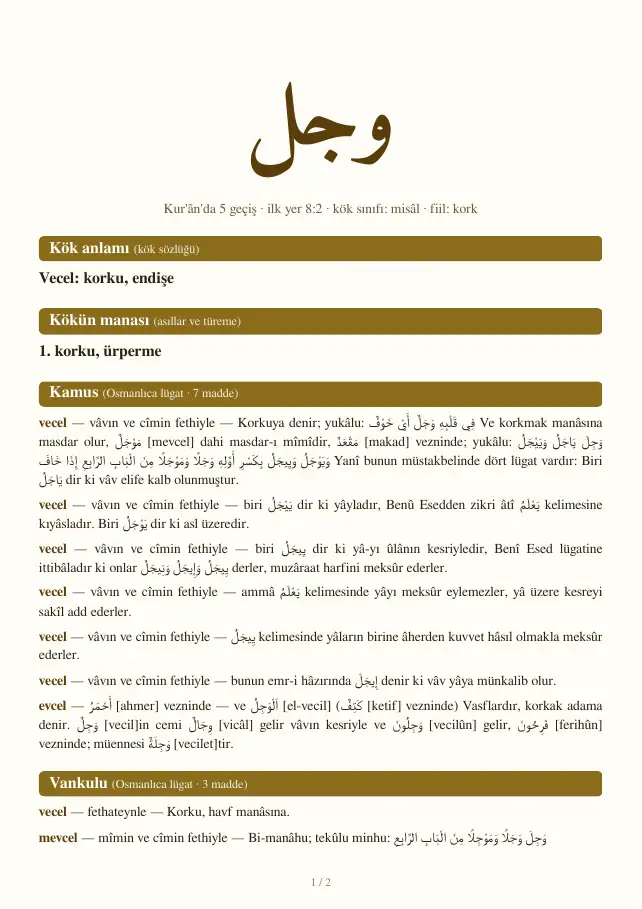 وجل
Kur'ân'da 5 geçiş · ilk yer 8:2 · kök sınıfı: misâl · fiil: kork
Kök anlamı (kök sözlüğü)
Vecel: korku, endişe
Kökün manası (asıllar ve türeme)
1. korku, ürperme
Kamus (Osmanlıca lügat · 7 madde)
vecel — vâvın ve cîmin fethiyle — Korkuya denir; yukâlu: فِي قَلْبِهِ وَجَلٌ أَيْ خَوْفٌ Ve korkmak manâsına
masdar olur, مَوْجَلٌ [mevcel] dahi masdar-ı mîmîdir, مَقْعَدٌ [makad] vezninde; yukâlu: وَجِلَ يَاجَلُ وَيَيْجَلُ
وَيَوْجَلُ وَيِيجَلُ بِكَسْرِ أَوَّلِهِ وَجَلًا وَمَوْجَلًا مِنَ الْبَابِ الرَّابِعِ إِذَا خَافَ Yanî bunun müstakbelinde dört lügat vardır: Biri
يَاجَلُ dir ki vâv elife kalb olunmuştur.
vecel — vâvın ve cîmin fethiyle — biri يَيْجَلُ dir ki yâyladır, Benû Esedden zikri âtî يَعْلَمُ kelimesine
kıyâsladır. Biri يَوْجَلُ dir ki asl üzeredir.
vecel — vâvın ve cîmin fethiyle — biri يِيجَلُ dir ki yâ-yı ûlânın kesriyledir, Benî Esed lügatine
ittibâladır ki onlar يِيجَلُ وَإِيجَلُ وَنِيجَلُ derler, muzâraat harfini meksûr ederler.
vecel — vâvın ve cîmin fethiyle — ammâ يَعْلَمُ kelimesinde yâyı meksûr eylemezler, yâ üzere kesreyi
sakîl add ederler.
vecel — vâvın ve cîmin fethiyle — يِيجَلُ kelimesinde yâların birine âherden kuvvet hâsıl olmakla meksûr
ederler.
vecel — vâvın ve cîmin fethiyle — bunun emr-i hâzırında إِيجَلْ denir ki vâv yâya münkalib olur.
evcel — أَحْمَرُ [ahmer] vezninde — ve اَلْوَجِلُ [el-vecil] (كَتِفٌ [ketif] vezninde) Vasflardır, korkak adama
denir. وَجِلٌ [vecil]in cemi وِجَالٌ [vicâl] gelir vâvın kesriyle ve وَجِلُونَ [vecilûn] gelir, فَرِحُونَ [ferihûn]
vezninde; müennesi وَجِلَةٌ [vecilet]tir.
Vankulu (Osmanlıca lügat · 3 madde)
vecel — fethateynle — Korku, havf manâsına.
mevcel — mîmin ve cîmin fethiyle — Bi-manâhu; tekûlu minhu: وَجِلَ وَجَلًا وَمَوْجِلًا مِنَ الْبَابِ الرَّابِعِ
1 / 2